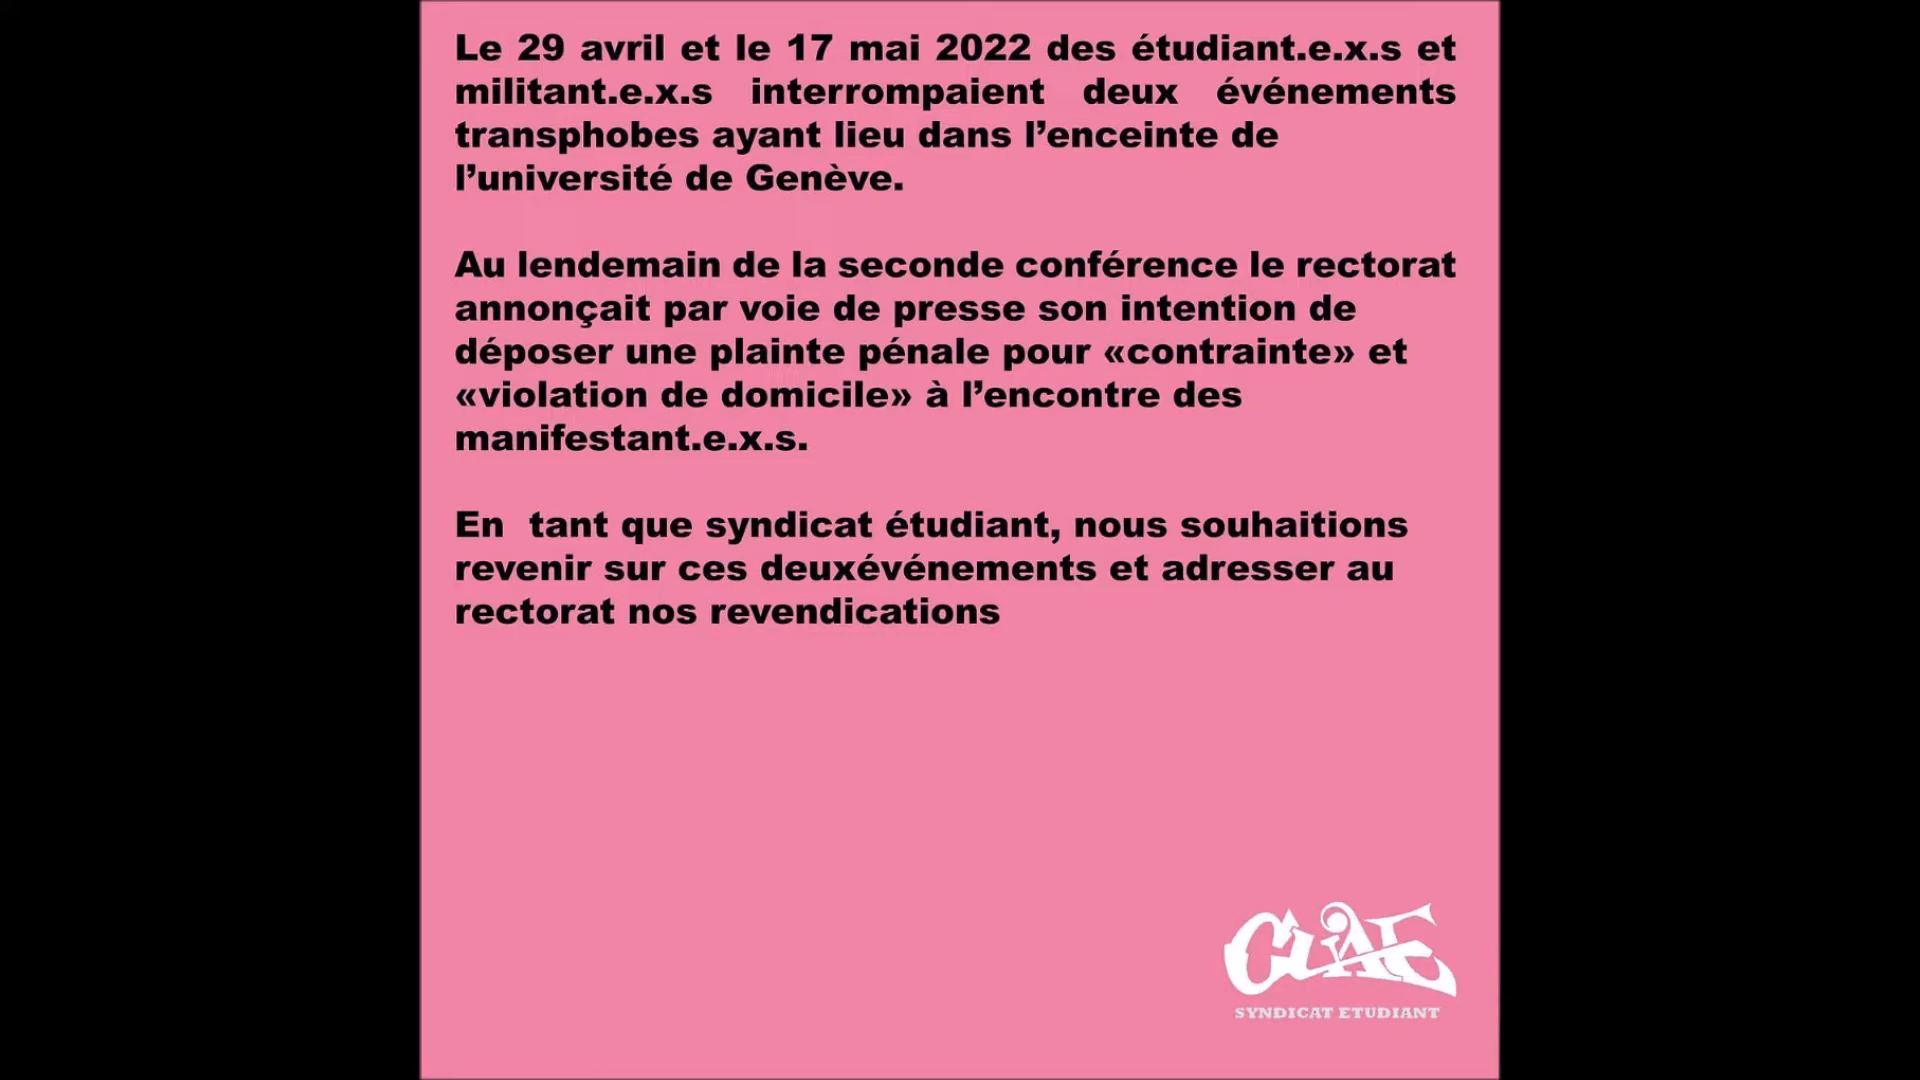 Le 29 avril et le 17 mai 2022 des étudiant.e.x.s et
militant.e.x.s interrompaient deux événements
transphobes ayant lieu dans l’enceinte de
l’université de Genève.
Au lendemain de la seconde conférence le rectorat
annonçait par voie de presse son intention de
déposer une plainte pénale pour «contrainte» et
«violation de domicile» à l’encontre des
manifestant.e.x.s.
En tant que syndicat étudiant, nous souhaitions
revenir sur ces deuxévénements et adresser au
rectorat nos revendications
CUAE
SYNDICAT ETUDIANT